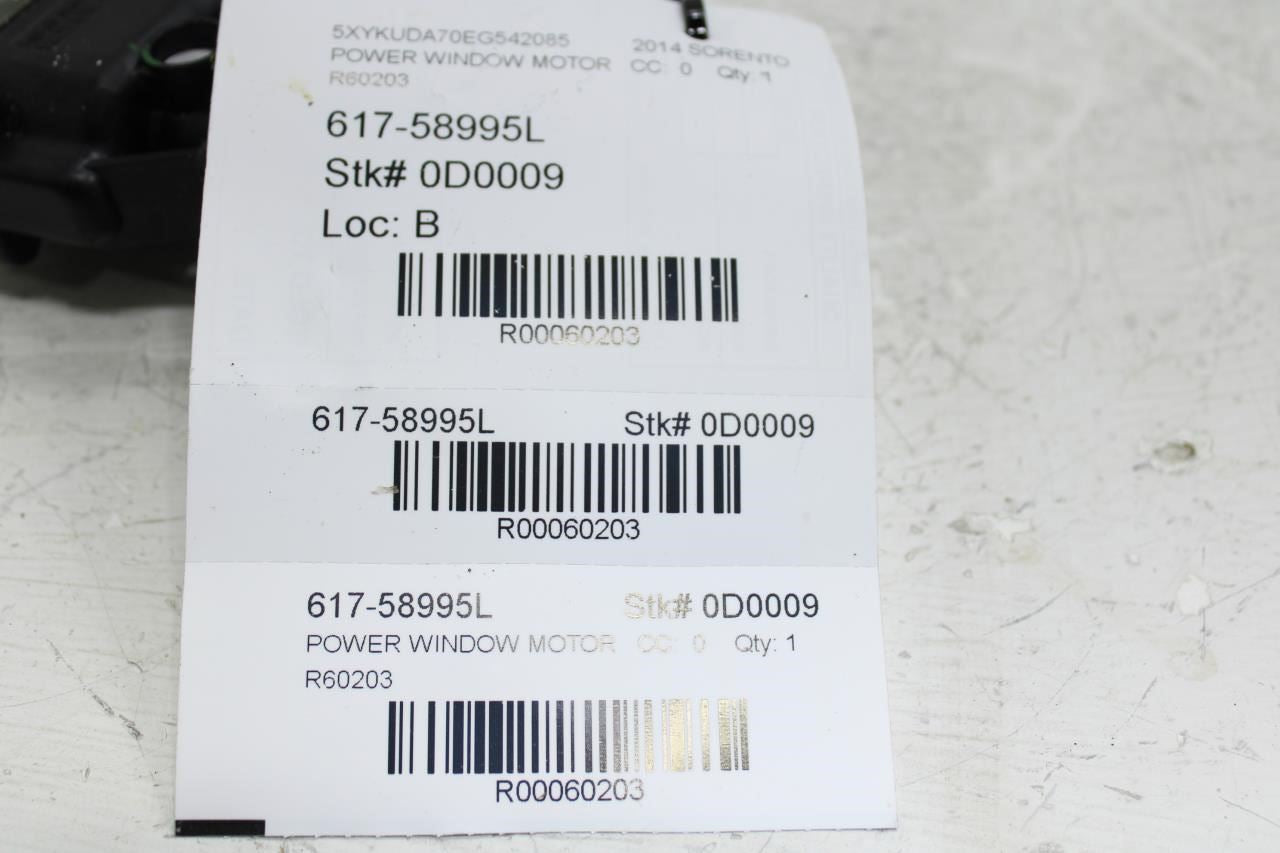 5XYKUDA70EG542085 2014 SORENTO
POWER WINDOW MOTOR CC: 0 Qty: 1
R60203
617-58995L
Stk# 0D0009
Loc: B
R00060203
617-58995L Stk# 0D0009
R00060203
617-58995L Stk# 0D0009
POWER WINDOW MOTOR CC: 0 Qty: 1
R60203
R00060203